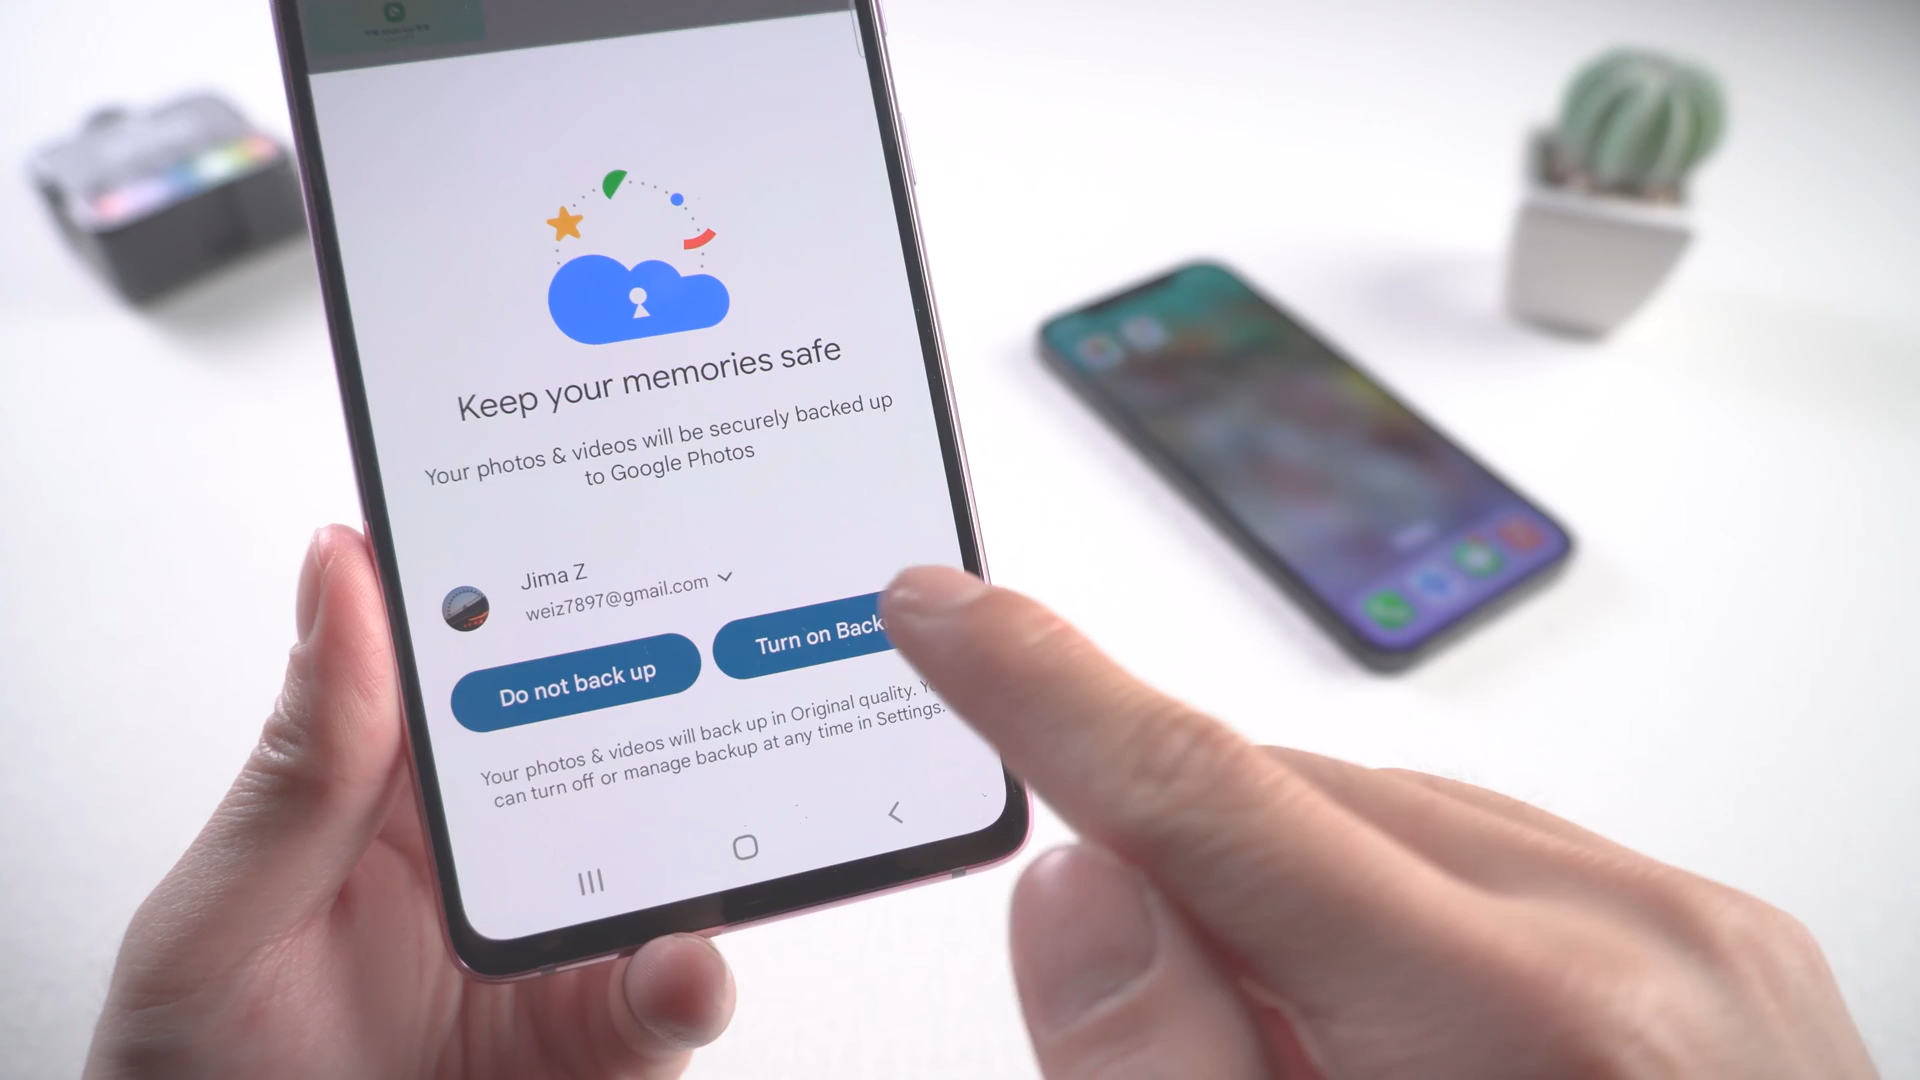 Keep your memories safe
Your photos & videos will be securely backed up
to Google Photos
Jima Z
weiz7897@gmail.com
Do not back up
Turn on Back
Your photos & videos will back up in Original quality.
can turn off or manage backup at any time in Settings.